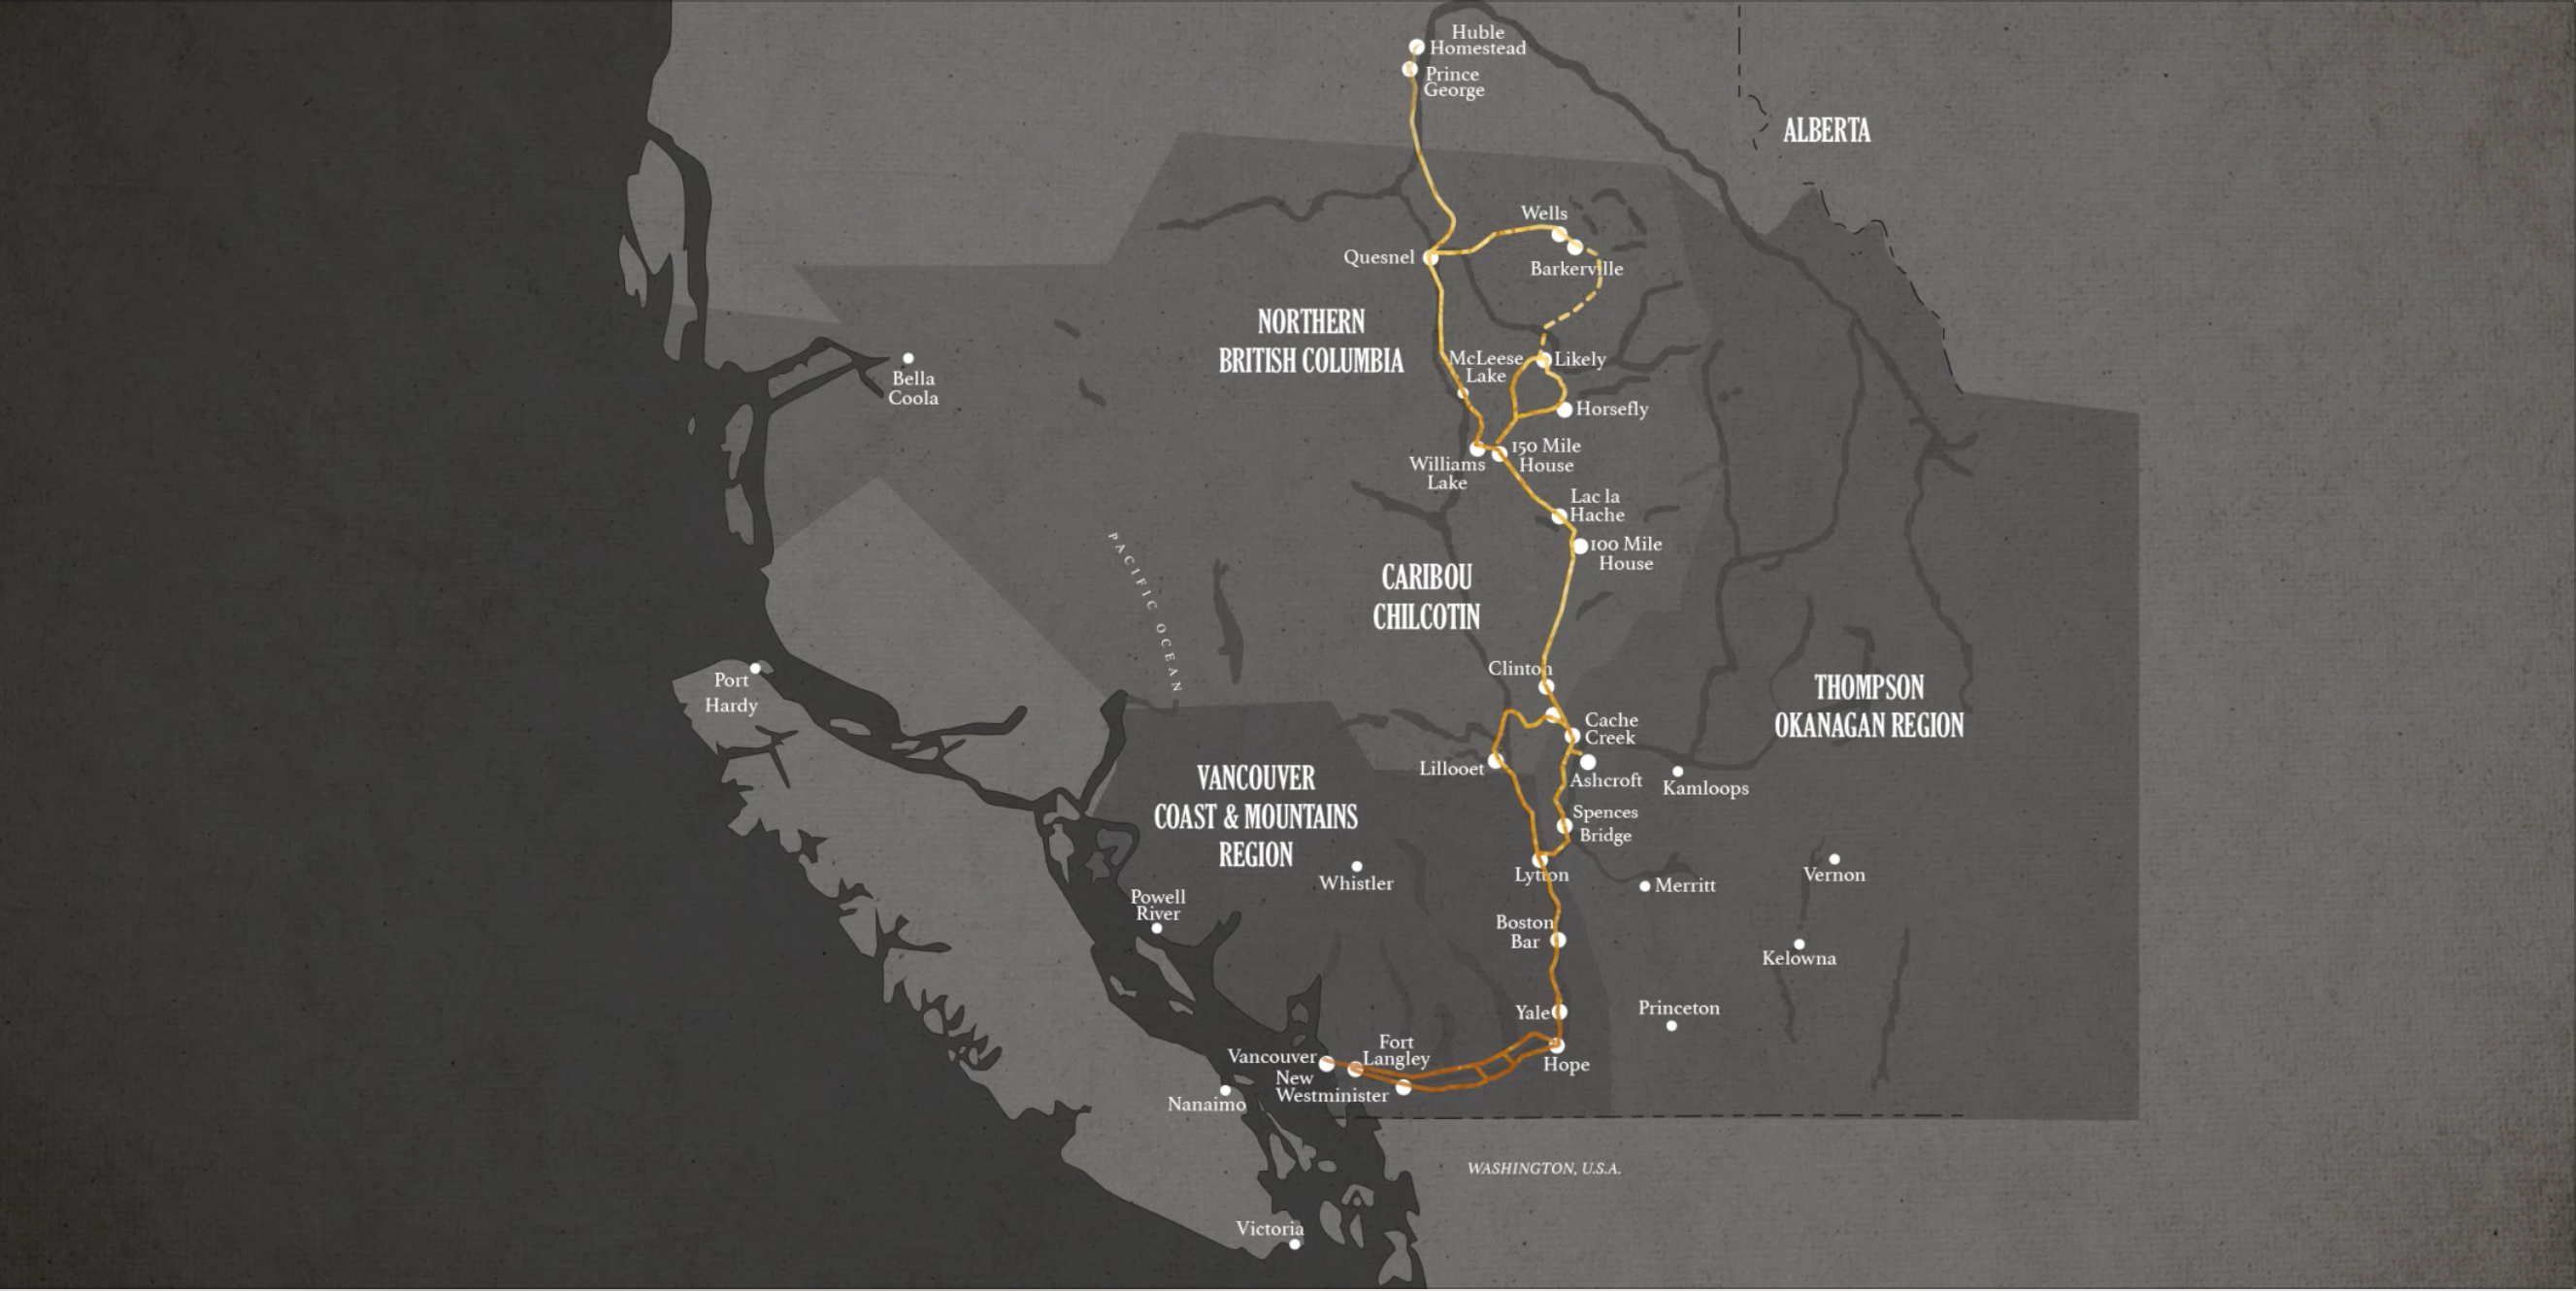 Huble
Homestead
Prince
George
ALBERTA
Wells
Quesnel
Barkerville
NORTHERN
BRITISH COLUMBIA
McLeese
Lake
Likely
Bella
Coola
Horsefly
150 Mile
House
Williams
Lake
Lac la
Hache
100 Mile
House
PACIFIC OCEAN
CARIBOU
CHILCOTIN
Clinton
Port
Hardy
THOMPSON
OKANAGAN REGION
Cache
Creek
Lillooet
Ashcroft
Kamloops
VANCOUVER
COAST & MOUNTAINS
REGION
Spences
Bridge
Whistler
Lytton
Merritt
Vernon
Powell
River
Boston
Bar
Kelowna
Yale
Princeton
Fort
Langley
Vancouver
Hope
New
Westminister
Nanaimo
WASHINGTON, U.S.A.
Victoria